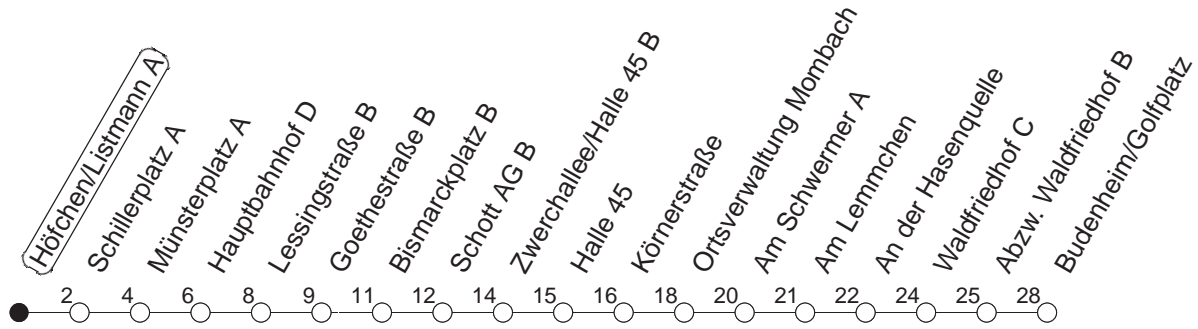 Höfchen/Listmann A
Schillerplatz A
Münsterplatz A
Hauptbahnhof D
Lessingstraße B
Goethestraße B
Bismarckplatz B
Schott AG B
Zwerchallee/Halle 45 B
Halle 45
Körnerstraße
Ortsverwaltung Mombach
Am Schwermer A
Am Lemmchen
An der Hasenquelle
Waldfriedhof C
Abzw. Waldfriedhof B
Budenheim/Golfplatz
2 4 6 8 9 11 12 14 15 16 18 20 21 22 24 25 28